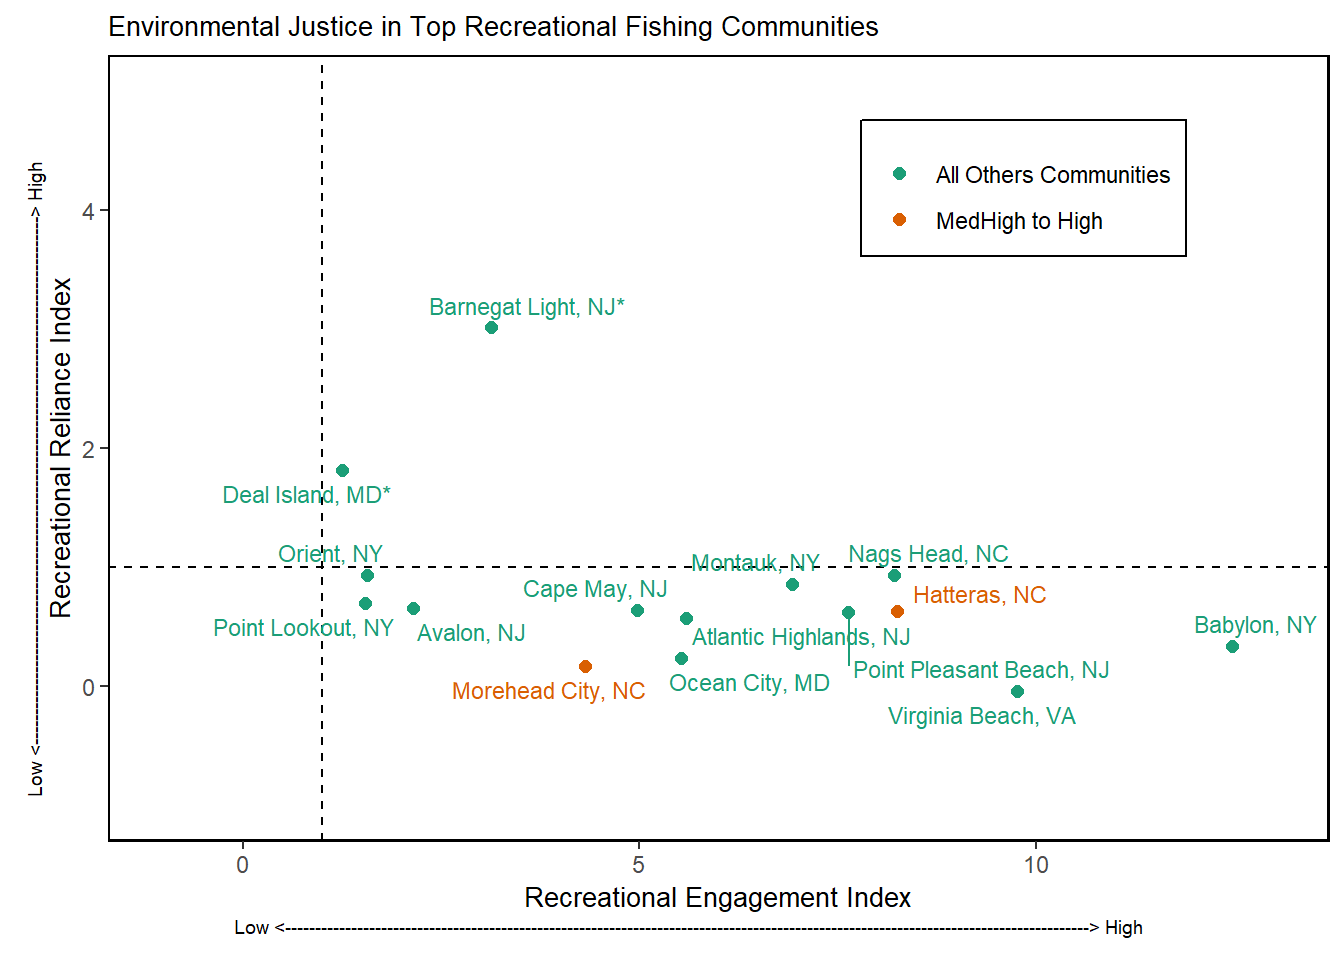 Environmental Justice in Top Recreational Fishing Communities
All Others Communities
MedHigh to High
Barnegat Light, NJ*
Deal Island, MD*
Orient, NY
Montauk, NY
Nags Head, NC
Cape May, NJ
Hatteras, NC
Point Lookout, NY
Avalon, NJ
Atlantic Highlands, NJ
Babylon, NY
Point Pleasant Beach, NJ
Morehead City, NC
Ocean City, MD
Virginia Beach, VA
4
2
0
Recreational Reliance Index
Low <------------------------------------------------------------------------------------------------> High
0 5 10
Recreational Engagement Index
Low <--------------------------------------------------------------------------------------------------------------------------------------> High